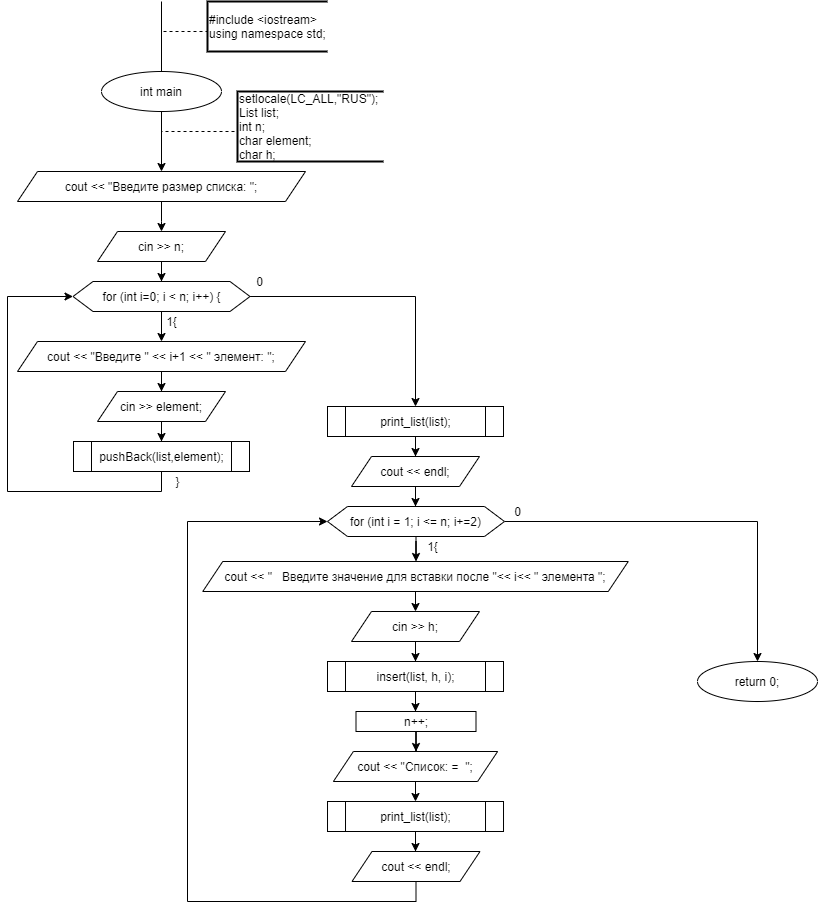 #include <iostream>
using namespace std;
int main
setlocale(LC_ALL,"RUS");
List list;
int n;
char element;
char h;
cout << "Введите размер списка: ";
cin >> n;
for (int i=0; i < n; i++) {
0
1{
cout << "Введите " << i+1 << " элемент: ";
cin >> element;
pushBack(list,element);
}
print_list(list);
cout << endl;
for (int i = 1; i <= n; i+=2)
0
1{
cout << "   Введите значение для вставки после "<< i<< " элемента ";
cin >> h;
insert(list, h, i);
return 0;
n++;
cout << "Список: =  ";
print_list(list);
cout << endl;